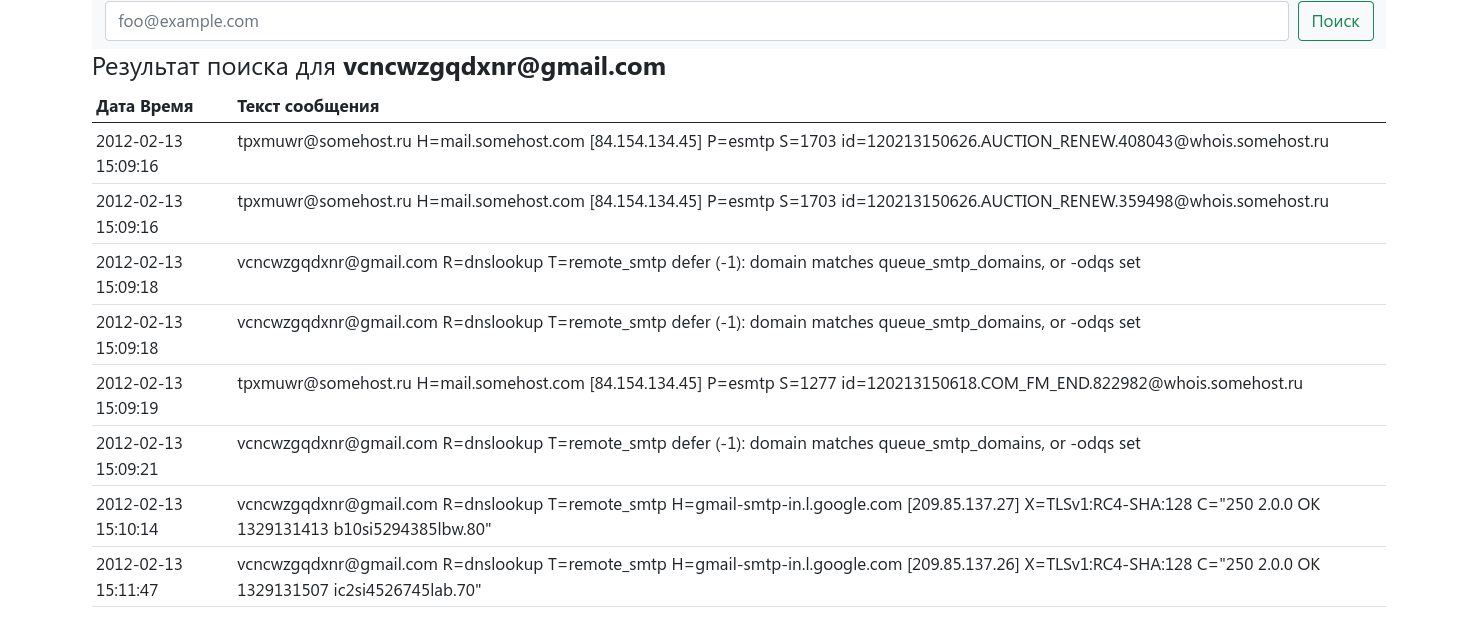 foo@example.com Поиск
Результат поиска для vcncwzgqdxnr@gmail.com
Дата Время Текст сообщения
2012-02-13 tpxmuwr@somehost.ru H=mail.somehost.com [84.154.134.45] P=esmtp S=1703 id=120213150626.AUCTION_RENEW.408043@whois.somehost.ru
15:09:16
2012-02-13 tpxmuwr@somehost.ru H=mail.somehost.com [84.154.134.45] P=esmtp S=1703 id=120213150626.AUCTION_RENEW.359498@whois.somehost.ru
15:09:16
2012-02-13 vcncwzgqdxnr@gmail.com R=dnslookup T=remote_smtp defer (-1): domain matches queue_smtp_domains, or -odqs set
15:09:18
2012-02-13 vcncwzgqdxnr@gmail.com R=dnslookup T=remote_smtp defer (-1): domain matches queue_smtp_domains, or -odqs set
15:09:18
2012-02-13 tpxmuwr@somehost.ru H=mail.somehost.com [84.154.134.45] P=esmtp S=1277 id=120213150618.COM_FM_END.822982@whois.somehost.ru
15:09:19
2012-02-13 vcncwzgqdxnr@gmail.com R=dnslookup T=remote_smtp defer (-1): domain matches queue_smtp_domains, or -odqs set
15:09:21
2012-02-13 vcncwzgqdxnr@gmail.com R=dnslookup T=remote_smtp H=gmail-smtp-in.l.google.com [209.85.137.27] X=TLSv1:RC4-SHA:128 C="250 2.0.0 OK
15:10:14 1329131413 b10si5294385lbw.80"
2012-02-13 vcncwzgqdxnr@gmail.com R=dnslookup T=remote_smtp H=gmail-smtp-in.l.google.com [209.85.137.26] X=TLSv1:RC4-SHA:128 C="250 2.0.0 OK
15:11:47 1329131507 ic2si4526745lab.70"